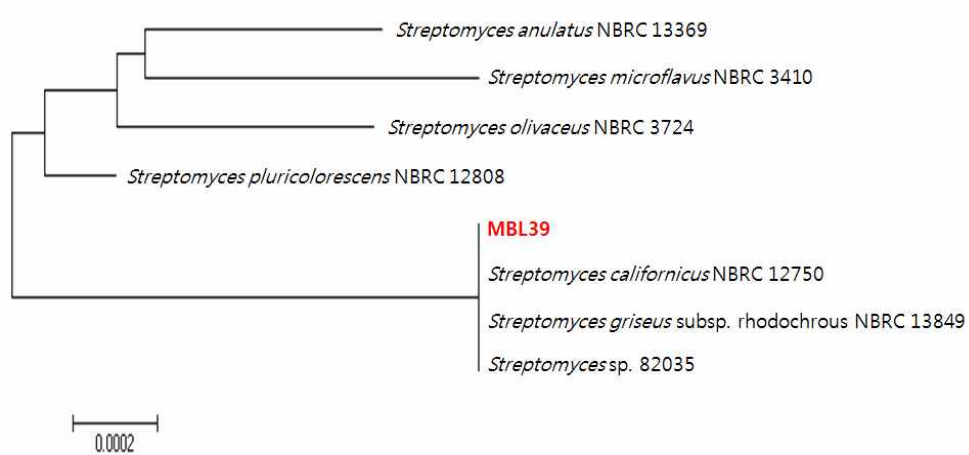 Streptomyces anulatus NBRC 13369
Streptomyces microflavus NBRC 3410
Streptomyces olivaceus NBRC 3724
Streptomyces pluricolorescens NBRC 12808
MBL39
Streptomyces californicus NBRC 12750
Streptomyces griseus subsp. rhodochrous NBRC 13849
Streptomyces sp. 82035
0.0002